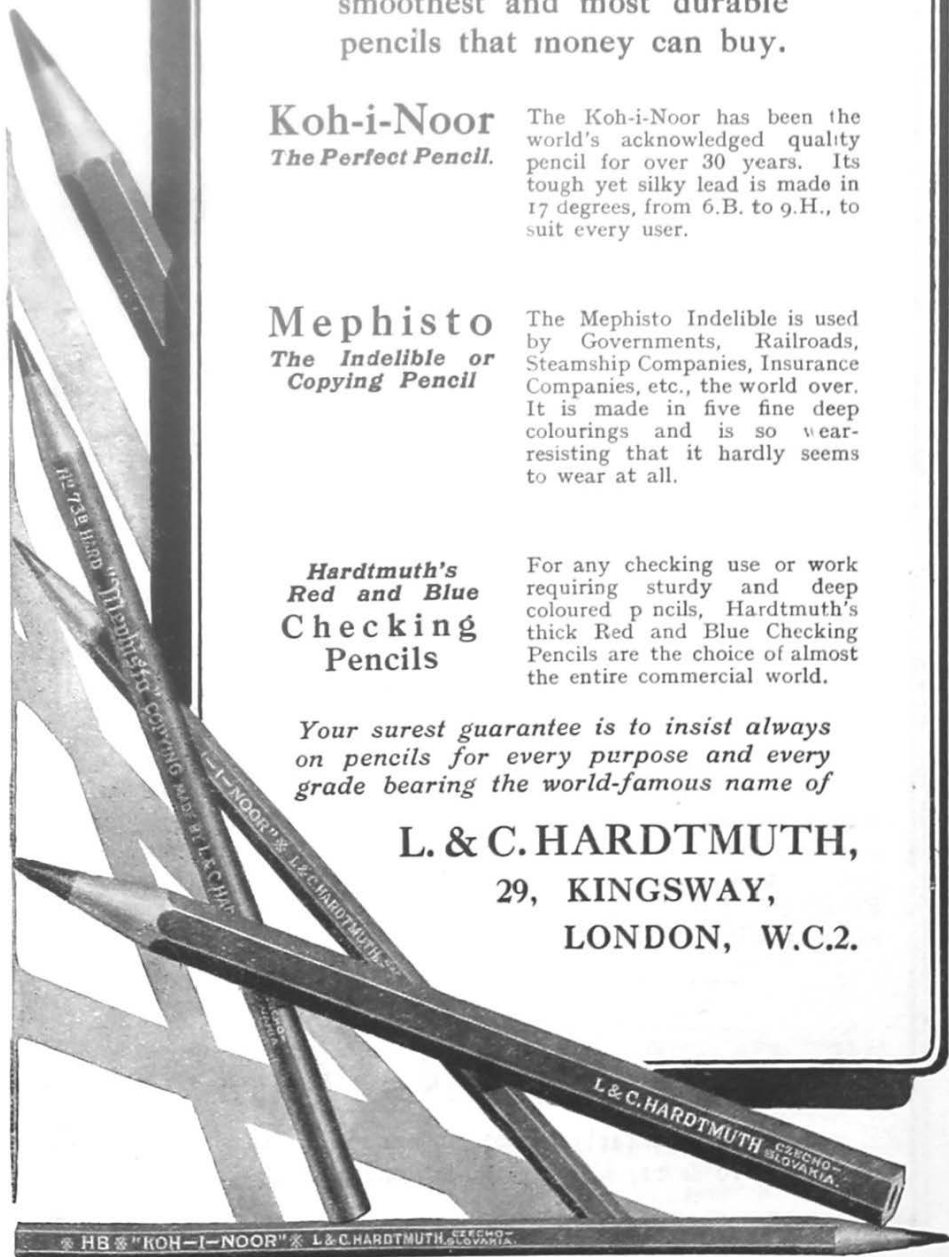 smoothest and most durable
pencils that money can buy.
Koh-i-Noor
The Perfect Pencil.
The Koh-i-Noor has been the
world's acknowledged quality
pencil for over 30 years. Its
tough yet silky lead is made in
17 degrees, from 6.B. to 9.H., to
suit every user.
Mephisto
The Indelible or
Copying Pencil
The Mephisto Indelible is used
by Governments, Railroads,
Steamship Companies, Insurance
Companies, etc., the world over.
It is made in five fine deep
colourings and is so wear-
resisting that it hardly seems
to wear at all.
Hardtmuth's
Red and Blue
Checking
Pencils
For any checking use or work
requiring sturdy and deep
coloured p ncils, Hardtmuth's
thick Red and Blue Checking
Pencils are the choice of almost
the entire commercial world.
Your surest guarantee is to insist always
on pencils for every purpose and every
grade bearing the world-famous name of
L. & C. HARDTMUTH,
29, KINGSWAY,
LONDON, W.C.2.
No 73B HARD "Mephisto" COPYING MADE BY L&C HAR
-I-NOOR" L&C.HARDTMUTH.
L&C.HARDTMUTH CZECHO-
SLOVAKIA.
HB "KOH-I-NOOR" L&C.HARDTMUTH. CZECHO-
SLOVAKIA.